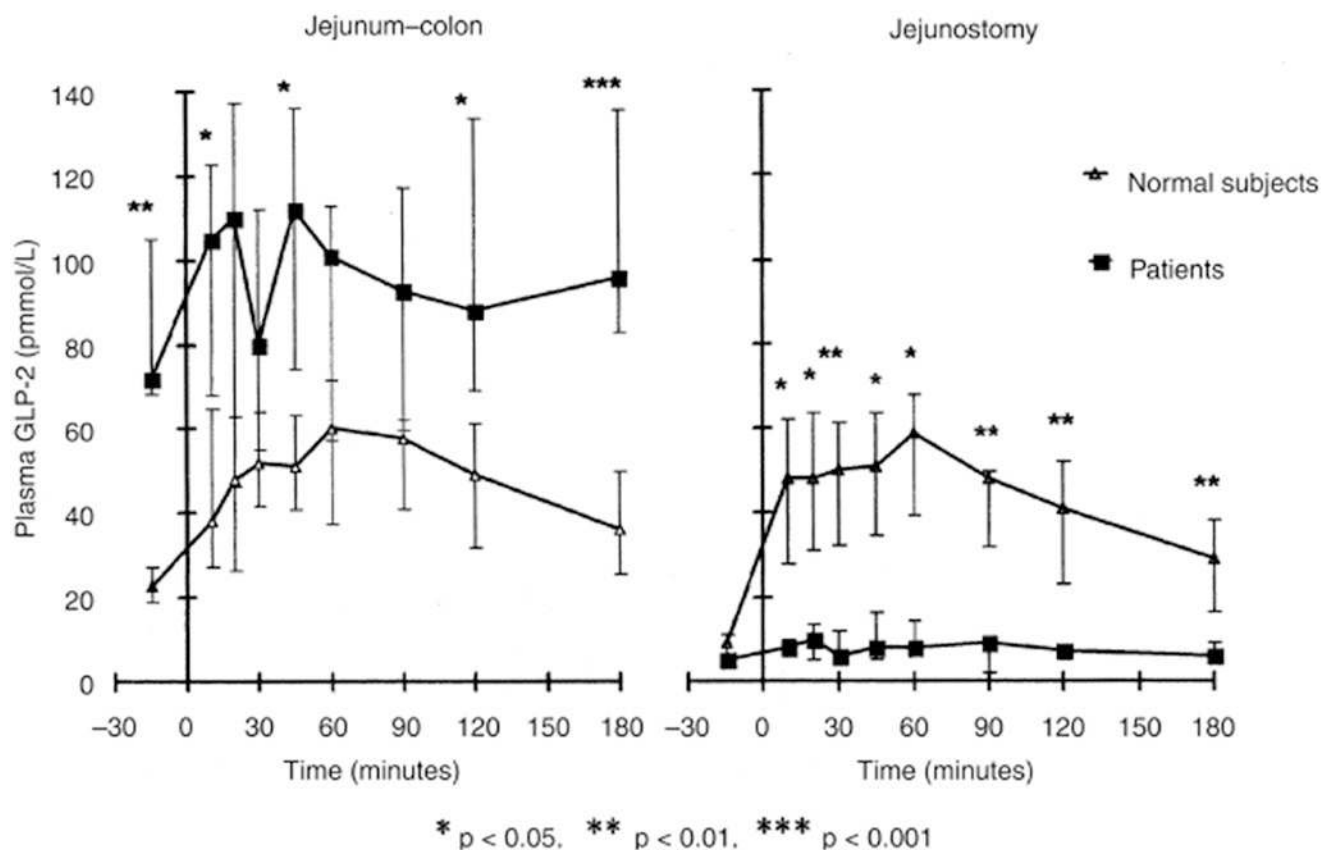 Jejunum–colon
Jejunostomy
Plasma GLP-2 (pmmol/L)
140
120
100
80
60
40
20
0
** * * * ***
–30 0 30 60 90 120 150 180
Time (minutes)
* * ** * * ** ** **
–30 0 30 60 90 120 150 180
Time (minutes)
Normal subjects
Patients
* p < 0.05, ** p < 0.01, *** p < 0.001